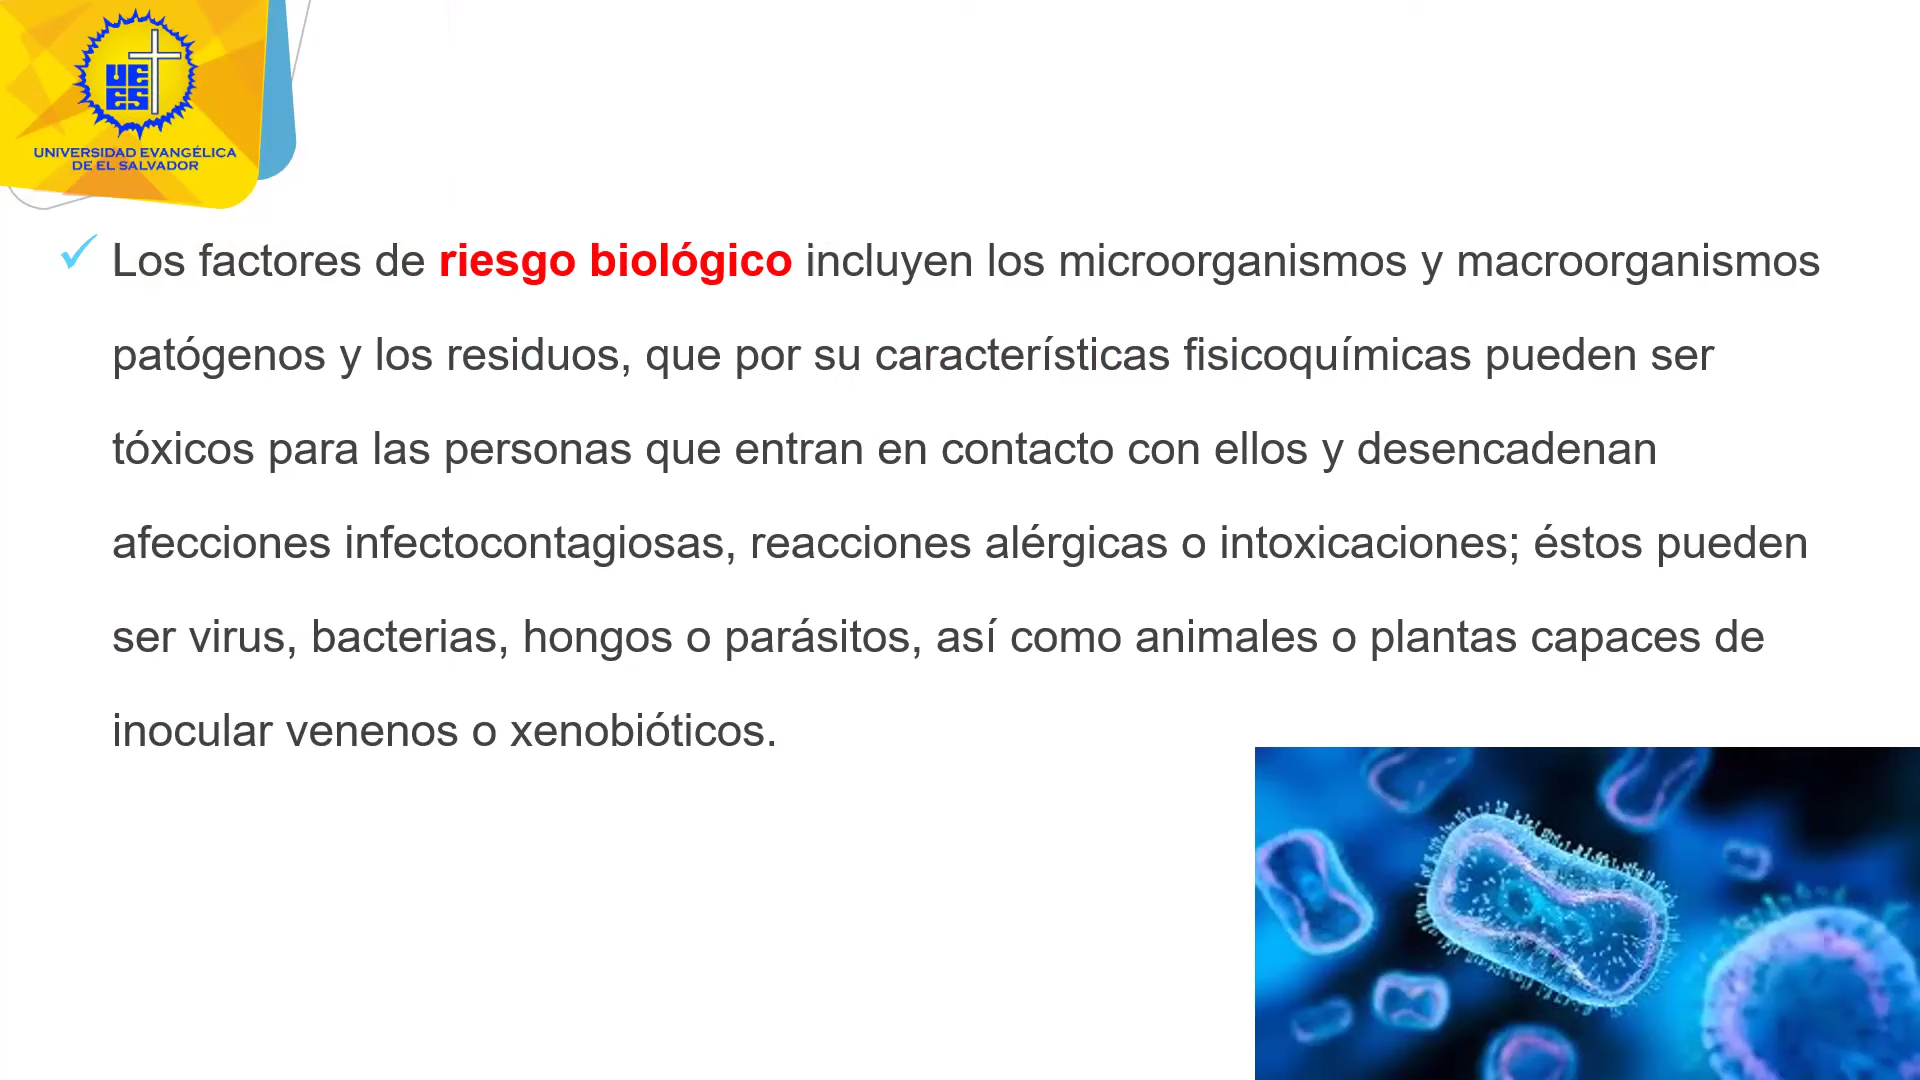 UE
ES
UNIVERSIDAD EVANGÉLICA
DE EL SALVADOR
✓ Los factores de riesgo biológico incluyen los microorganismos y macroorganismos
patógenos y los residuos, que por su características fisicoquímicas pueden ser
tóxicos para las personas que entran en contacto con ellos y desencadenan
afecciones infectocontagiosas, reacciones alérgicas o intoxicaciones; éstos pueden
ser virus, bacterias, hongos o parásitos, así como animales o plantas capaces de
inocular venenos o xenobióticos.